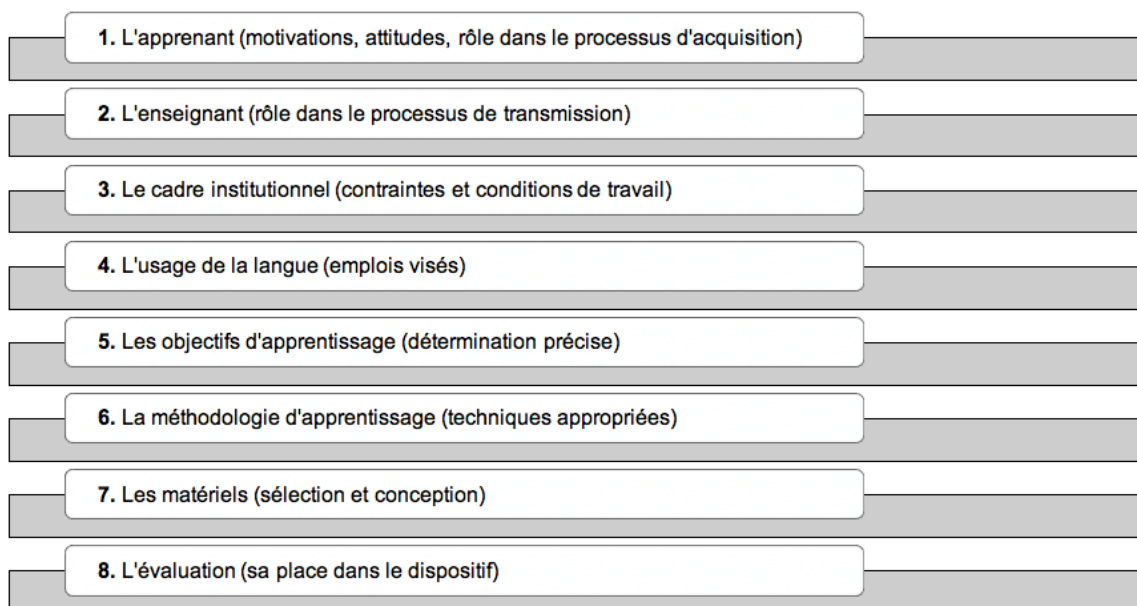 1. L'apprenant (motivations, attitudes, rôle dans le processus d'acquisition)
2. L'enseignant (rôle dans le processus de transmission)
3. Le cadre institutionnel (contraintes et conditions de travail)
4. L'usage de la langue (emplois visés)
5. Les objectifs d'apprentissage (détermination précise)
6. La méthodologie d'apprentissage (techniques appropriées)
7. Les matériels (sélection et conception)
8. L'évaluation (sa place dans le dispositif)